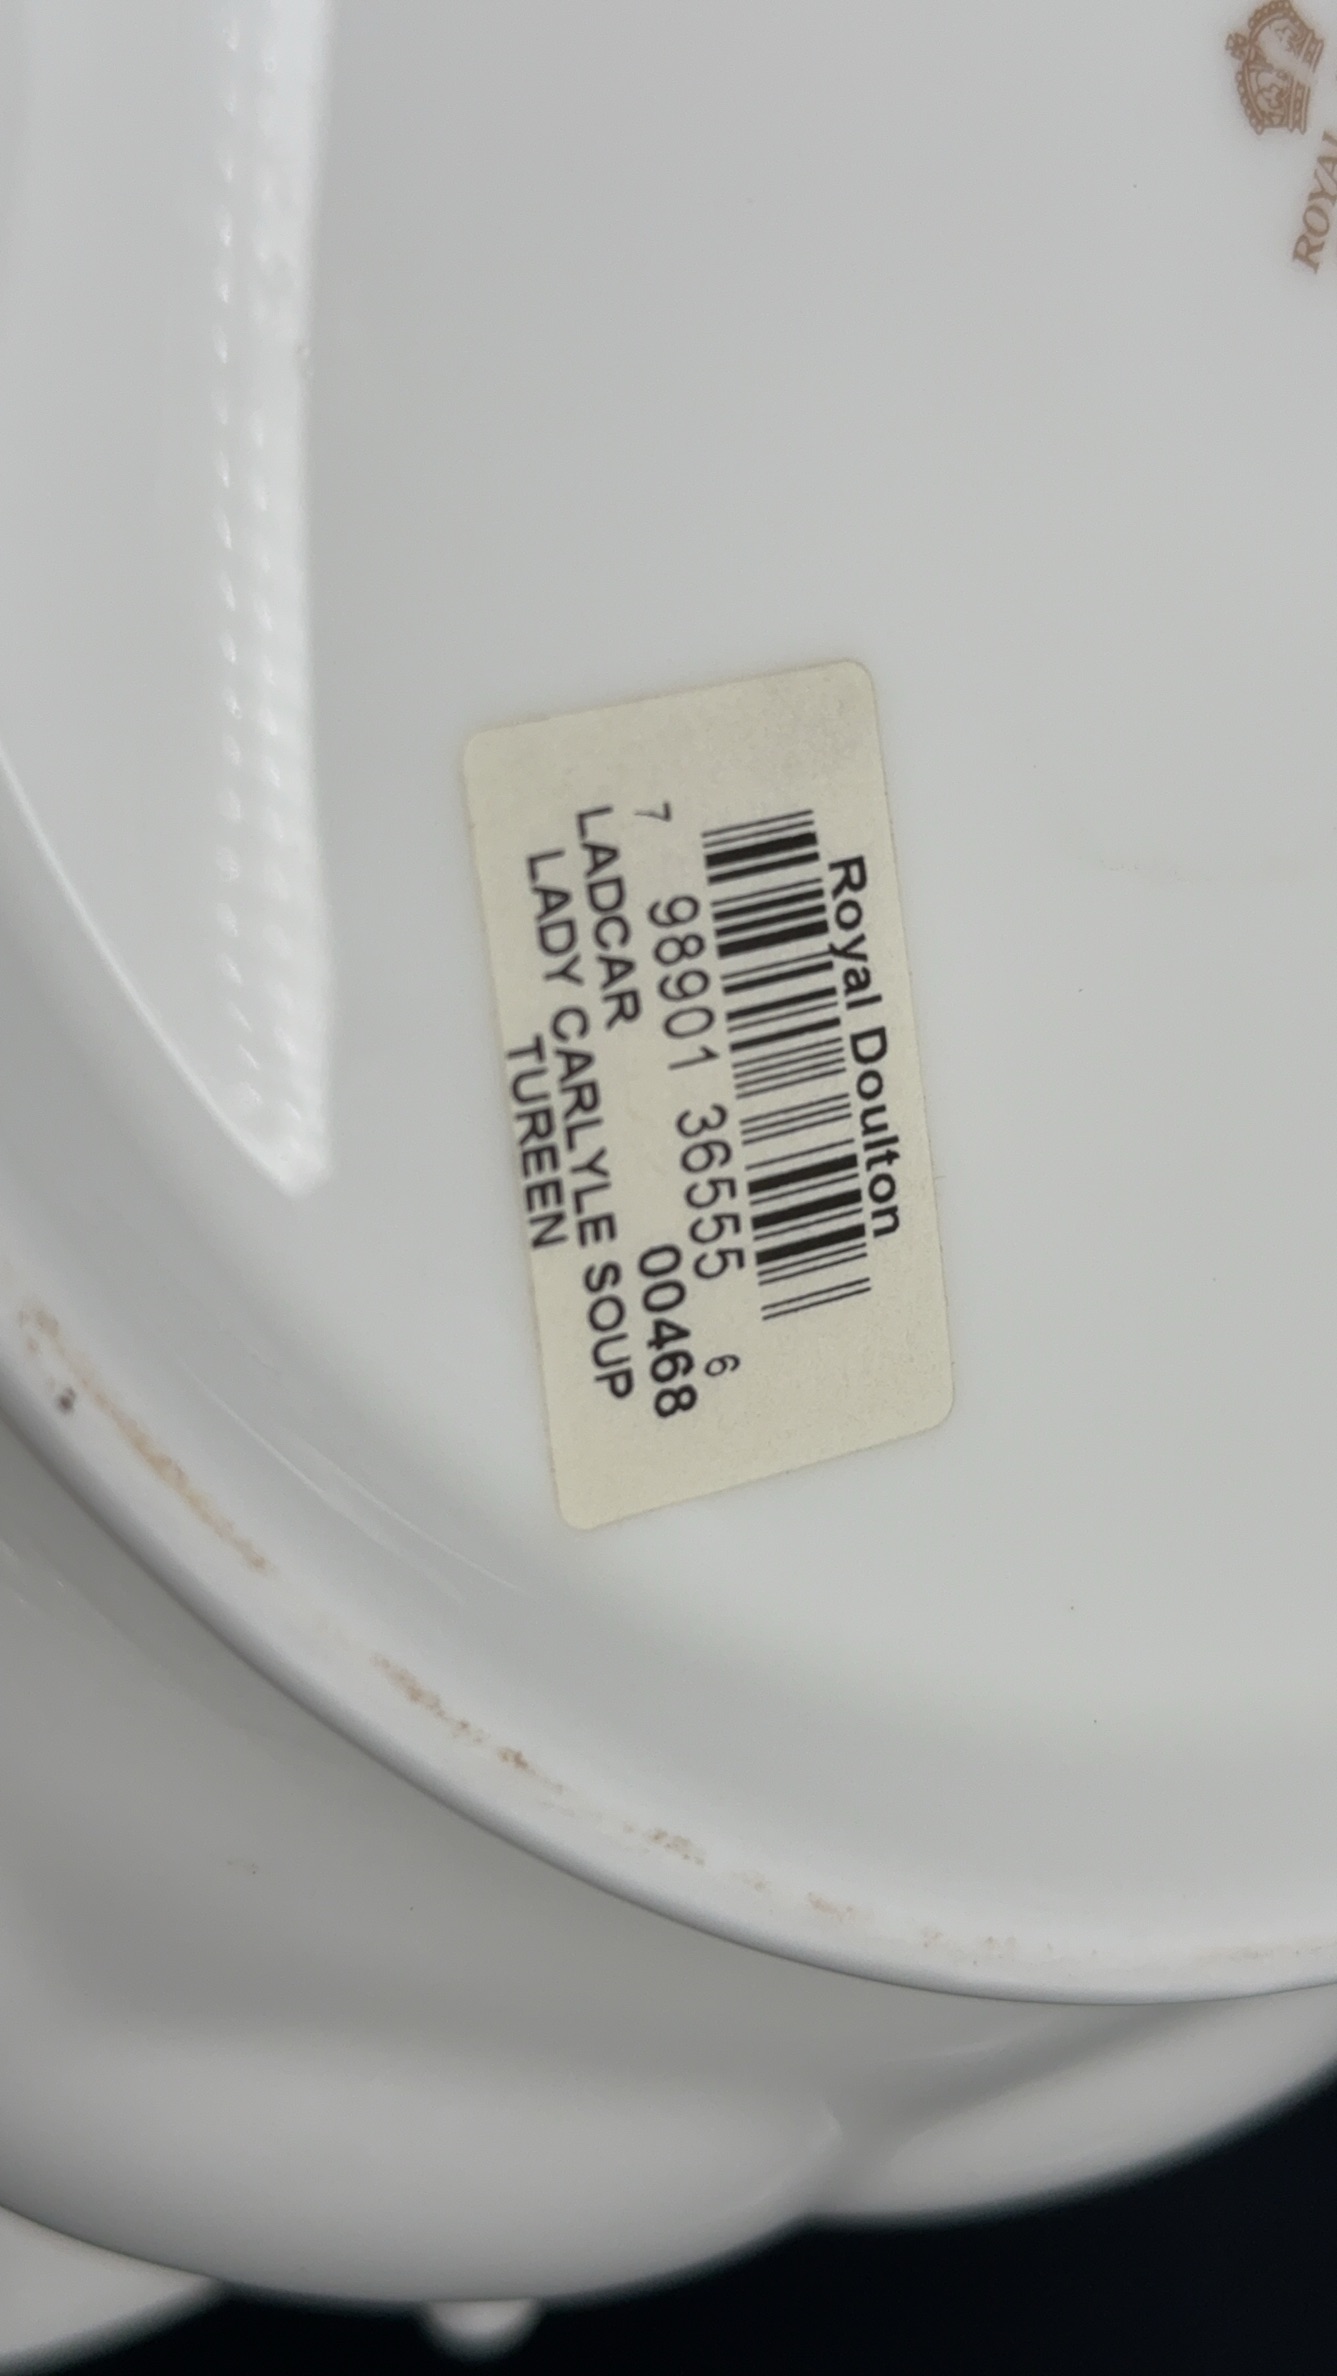 Royal Doulton
7 98901 36555 6
LADCAR 00468
LADY CARLYLE SOUP
TUREEN
ROYAL